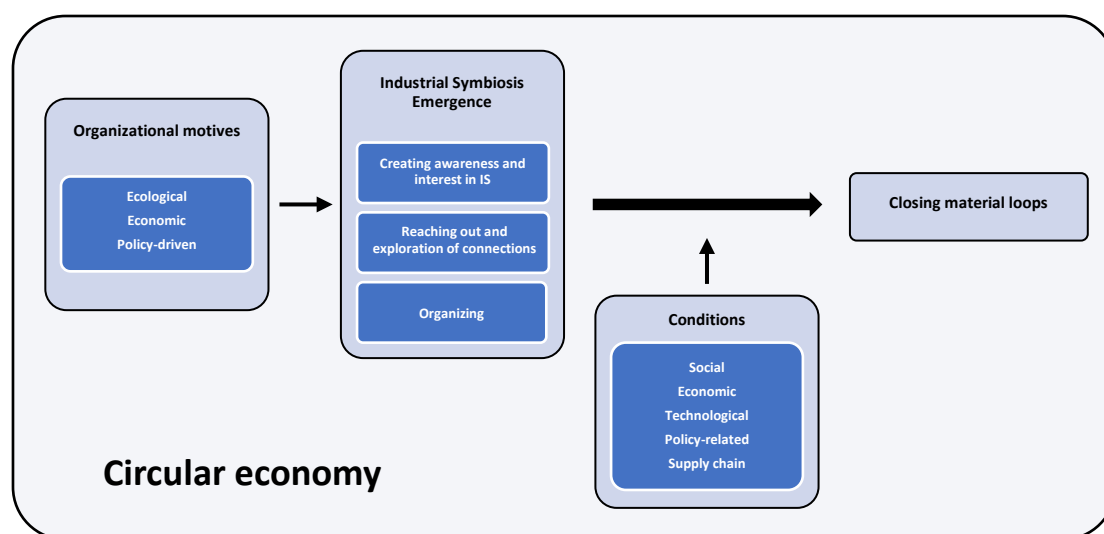 Organizational motives
Ecological
Economic
Policy-driven
Industrial Symbiosis
Emergence
Creating awareness and
interest in IS
Reaching out and
exploration of connections
Organizing
Closing material loops
Conditions
Social
Economic
Technological
Policy-related
Supply chain
Circular economy